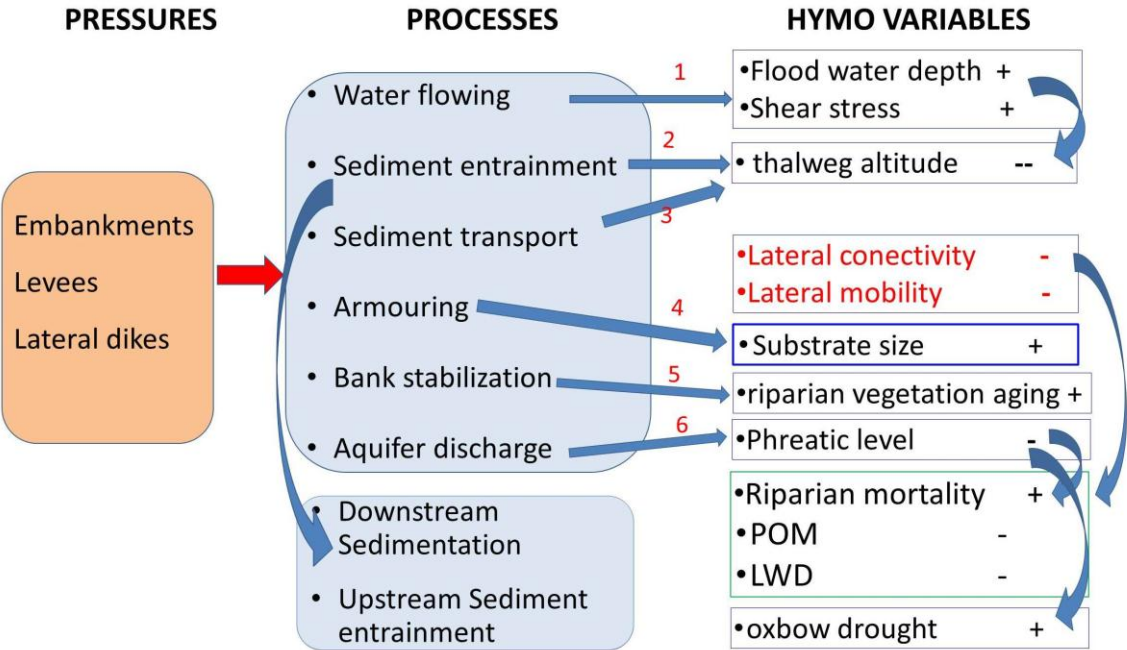 PRESSURES
PROCESSES
HYMO VARIABLES
Embankments
Levees
Lateral dikes
• Water flowing
• Sediment entrainment
• Sediment transport
• Armouring
• Bank stabilization
• Aquifer discharge
• Downstream
Sedimentation
• Upstream Sediment
entrainment
1
2
3
4
5
6
•Flood water depth +
•Shear stress +
• thalweg altitude --
•Lateral conectivity -
•Lateral mobility -
•Substrate size +
•riparian vegetation aging +
•Phreatic level -
•Riparian mortality +
•POM -
•LWD -
•oxbow drought +